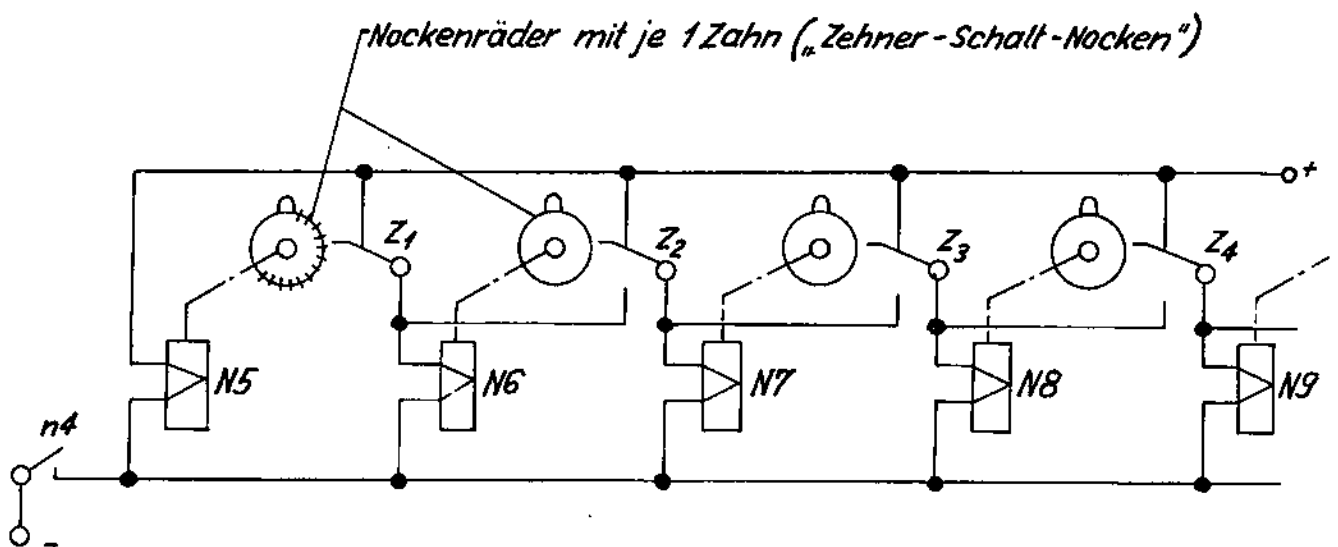 Nockenräder mit je 1 Zahn („Zehner-Schalt-Nocken")
+
Z1 Z2 Z3 Z4
N5 N6 N7 N8 N9
n4
-